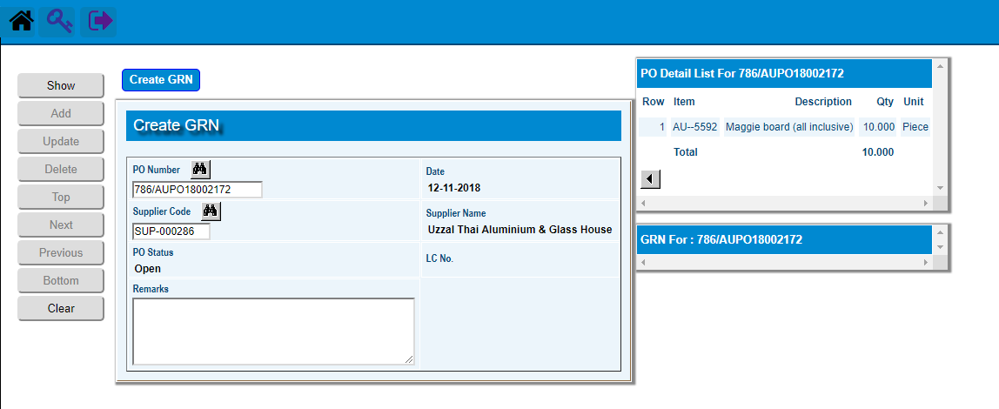 Show
Add
Update
Delete
Top
Next
Previous
Bottom
Clear
Create GRN
Create GRN
PO Number
786/AUPO18002172
Date
12-11-2018
Supplier Code
SUP-000286
Supplier Name
Uzzal Thai Aluminium & Glass House
PO Status
Open
LC No.
Remarks
PO Detail List For 786/AUPO18002172
Row Item Description Qty Unit
1 AU--5592 Maggie board (all inclusive) 10.000 Piece
Total 10.000
GRN For : 786/AUPO18002172